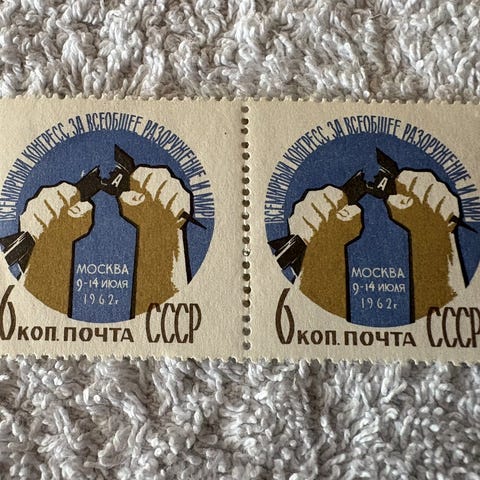 ВСЕМИРНЫЙ КОНГРЕСС ЗА ВСЕОБЩЕЕ РАЗОРУЖЕНИЕ И МИР
А
МОСКВА
9-14 ИЮЛЯ
1962г.
6 КОП. ПОЧТА СССР
ВСЕМИРНЫЙ КОНГРЕСС ЗА ВСЕОБЩЕЕ РАЗОРУЖЕНИЕ И МИР
А
МОСКВА
9-14 ИЮЛЯ
1962г.
6 КОП. ПОЧТА СССР